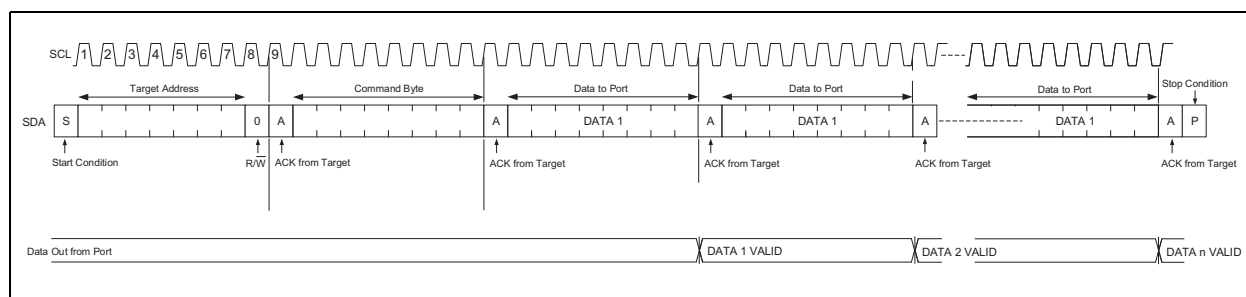 SCL 1 2 3 4 5 6 7 8 9
Target Address Command Byte Data to Port Data to Port Data to Port Stop Condition
SDA S 0 A A DATA 1 A DATA 1 A DATA 1 A P
Start Condition R/W ACK from Target ACK from Target ACK from Target ACK from Target ACK from Target
Data Out from Port DATA 1 VALID DATA 2 VALID DATA n VALID